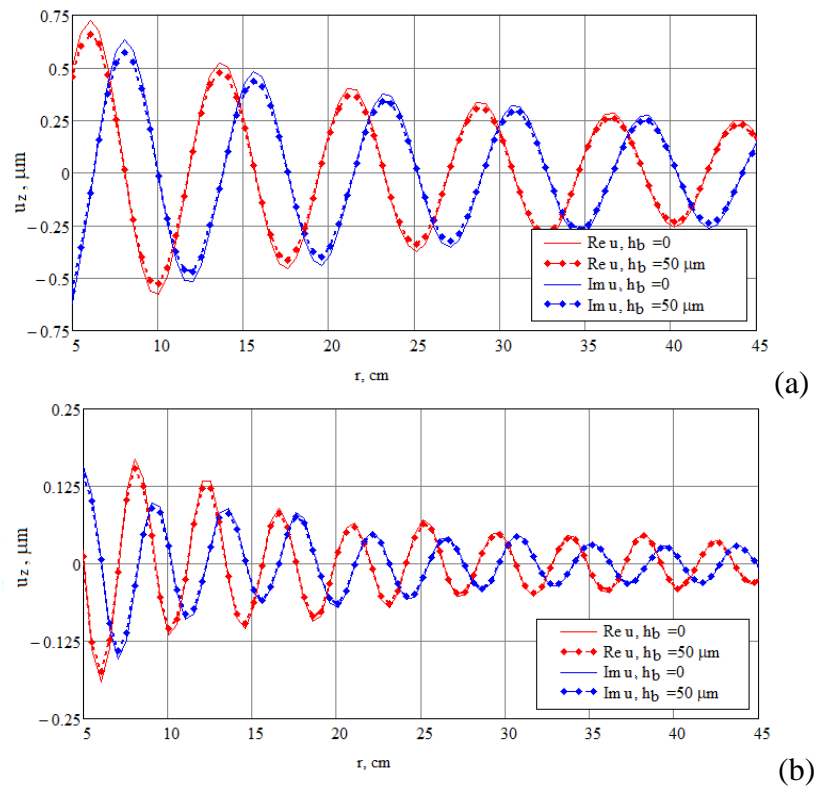 0.75
0.5
0.25
0
−0.25
−0.5
−0.75
u_z, μm
5 10 15 20 25 30 35 40 45
r, cm
Re u, h_b =0
Re u, h_b =50 μm
Im u, h_b =0
Im u, h_b =50 μm
(a)
0.25
0.125
0
−0.125
−0.25
u_z, μm
5 10 15 20 25 30 35 40 45
r, cm
Re u, h_b =0
Re u, h_b =50 μm
Im u, h_b =0
Im u, h_b =50 μm
(b)